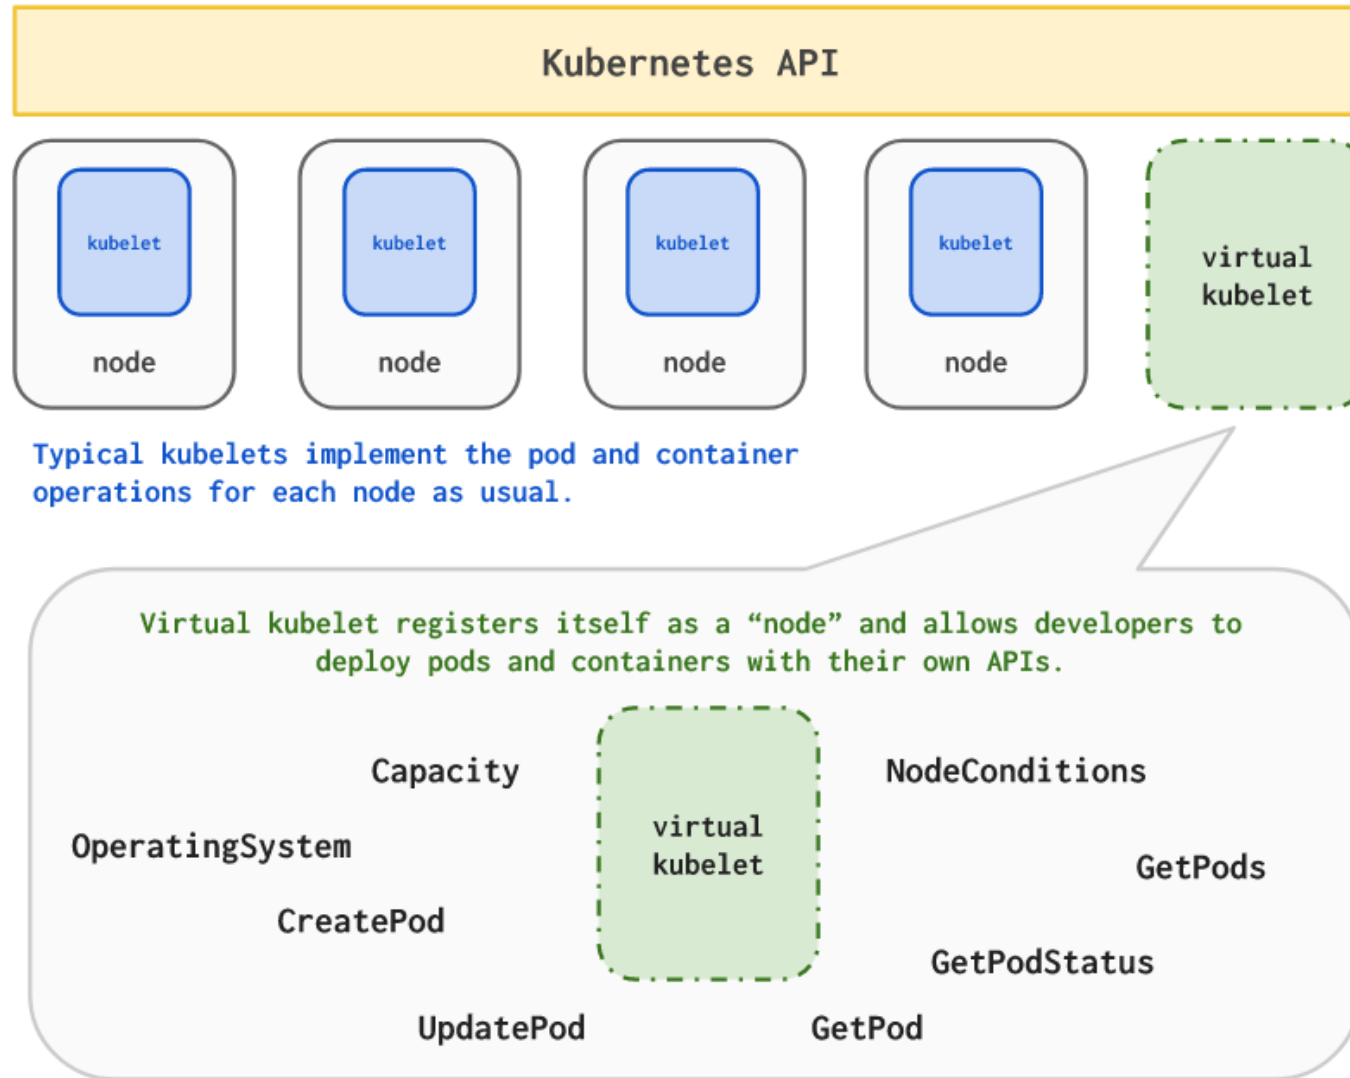 Kubernetes API
kubelet
kubelet
kubelet
kubelet
virtual
kubelet
node
node
node
node
Typical kubelets implement the pod and container
operations for each node as usual.
Virtual kubelet registers itself as a “node” and allows developers to
deploy pods and containers with their own APIs.
Capacity
NodeConditions
virtual
kubelet
OperatingSystem
GetPods
CreatePod
GetPodStatus
UpdatePod
GetPod